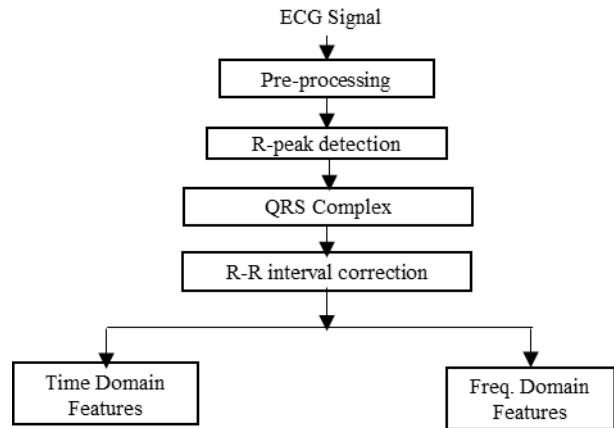 ECG Signal
Pre-processing
R-peak detection
QRS Complex
R-R interval correction
Time Domain
Features
Freq. Domain
Features